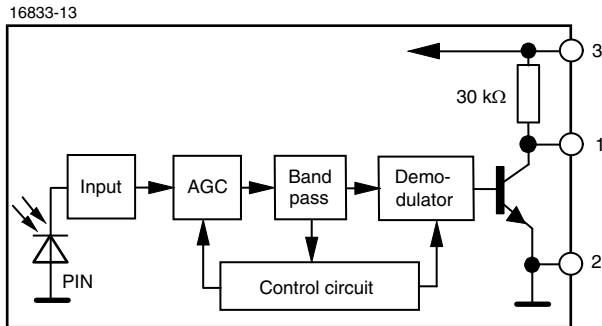 16833-13
3
30 kΩ
1
Input
AGC
Band
pass
Demo-
dulator
2
PIN
Control circuit